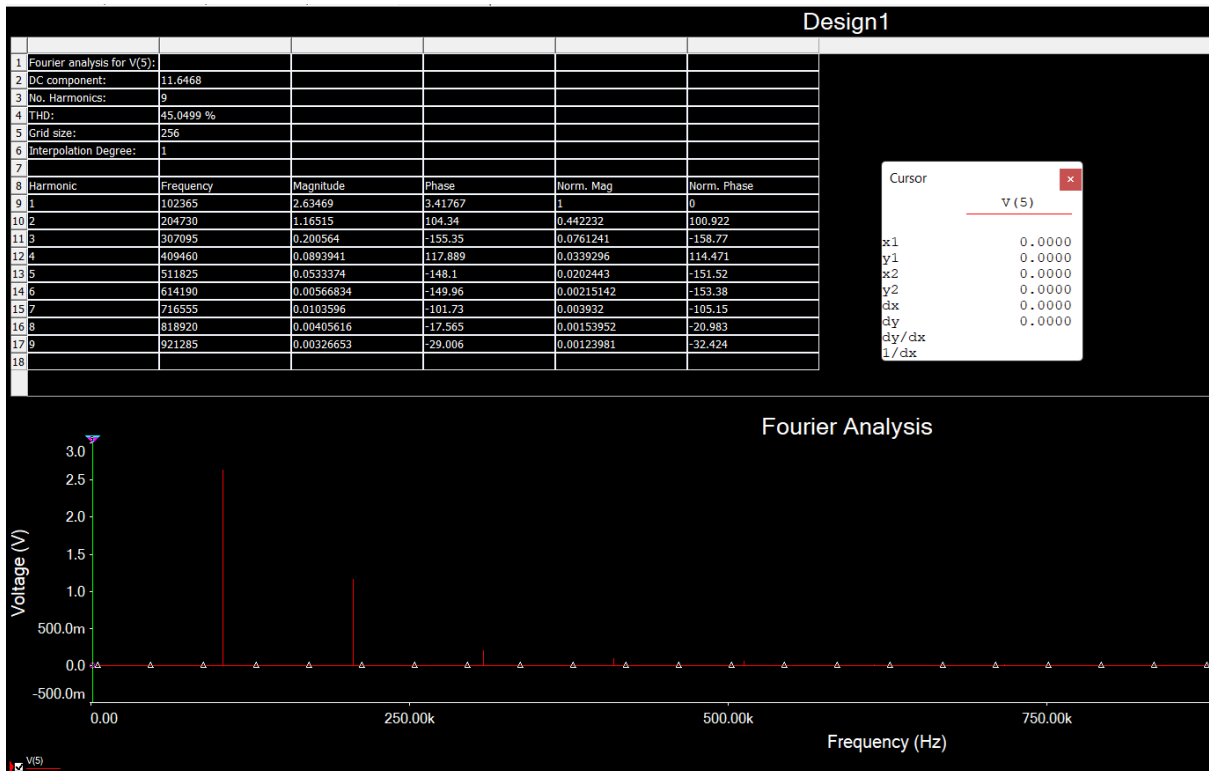 Design1
1 Fourier analysis for V(5):
2 DC component: 11.6468
3 No. Harmonics: 9
4 THD: 45.0499 %
5 Grid size: 256
6 Interpolation Degree: 1
7
8 Harmonic Frequency Magnitude Phase Norm. Mag Norm. Phase
9 1 102365 2.63469 3.41767 1 0
10 2 204730 1.16515 104.34 0.442232 100.922
11 3 307095 0.200564 -155.35 0.0761241 -158.77
12 4 409460 0.0893941 117.889 0.0339296 114.471
13 5 511825 0.0533374 -148.1 0.0202443 -151.52
14 6 614190 0.00566834 -149.96 0.00215142 -153.38
15 7 716555 0.0103596 -101.73 0.003932 -105.15
16 8 818920 0.00405616 -17.565 0.00153952 -20.983
17 9 921285 0.00326653 -29.006 0.00123981 -32.424
18
Cursor
V(5)
x1 0.0000
y1 0.0000
x2 0.0000
y2 0.0000
dx 0.0000
dy 0.0000
dy/dx
1/dx
Fourier Analysis
Voltage (V)
3.0
2.5
2.0
1.5
1.0
500.0m
0.0
-500.0m
0.00 250.00k 500.00k 750.00k
Frequency (Hz)
V(5)